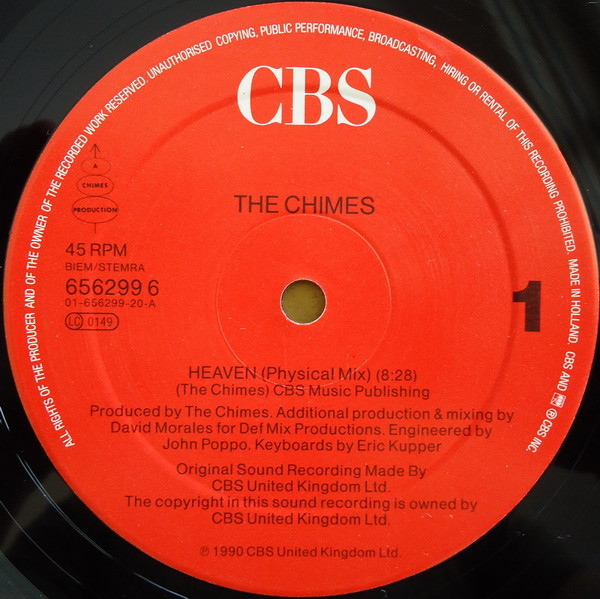 ALL RIGHTS OF THE PRODUCER AND OF THE OWNER OF THE RECORDED WORK RESERVED. UNAUTHORISED COPYING, PUBLIC PERFORMANCE, BROADCASTING, HIRING OR RENTAL OF THIS RECORDING PROHIBITED. MADE IN HOLLAND. CBS AND ® CBS INC.
CBS
A
CHIMES
PRODUCTION
THE CHIMES
45 RPM
BIEM/STEMRA
656299 6
01-656299-20-A
LC 0149
1
HEAVEN (Physical Mix) (8:28)
(The Chimes) CBS Music Publishing
Produced by The Chimes. Additional production & mixing by
David Morales for Def Mix Productions. Engineered by
John Poppo. Keyboards by Eric Kupper
Original Sound Recording Made By
CBS United Kingdom Ltd.
The copyright in this sound recording is owned by
CBS United Kingdom Ltd.
℗ 1990 CBS United Kingdom Ltd.